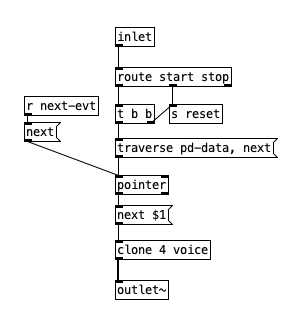 inlet
route start stop
r next-evt
t b b
s reset
next
traverse pd-data, next
pointer
next $1
clone 4 voice
outlet~